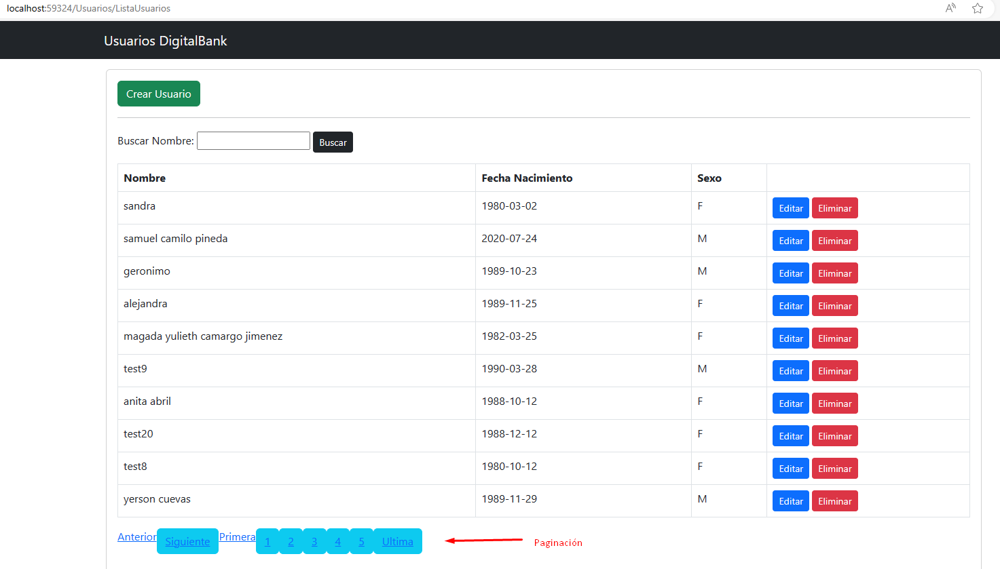 localhost:59324/Usuarios/ListaUsuarios
Usuarios DigitalBank
Crear Usuario
Buscar Nombre: Buscar
Nombre Fecha Nacimiento Sexo
sandra 1980-03-02 F Editar Eliminar
samuel camilo pineda 2020-07-24 M Editar Eliminar
geronimo 1989-10-23 M Editar Eliminar
alejandra 1989-11-25 F Editar Eliminar
magada yulieth camargo jimenez 1982-03-25 F Editar Eliminar
test9 1990-03-28 M Editar Eliminar
anita abril 1988-10-12 F Editar Eliminar
test20 1988-12-12 F Editar Eliminar
test8 1980-10-12 F Editar Eliminar
yerson cuevas 1989-11-29 M Editar Eliminar
Anterior Siguiente Primera 1 2 3 4 5 Ultima Paginación